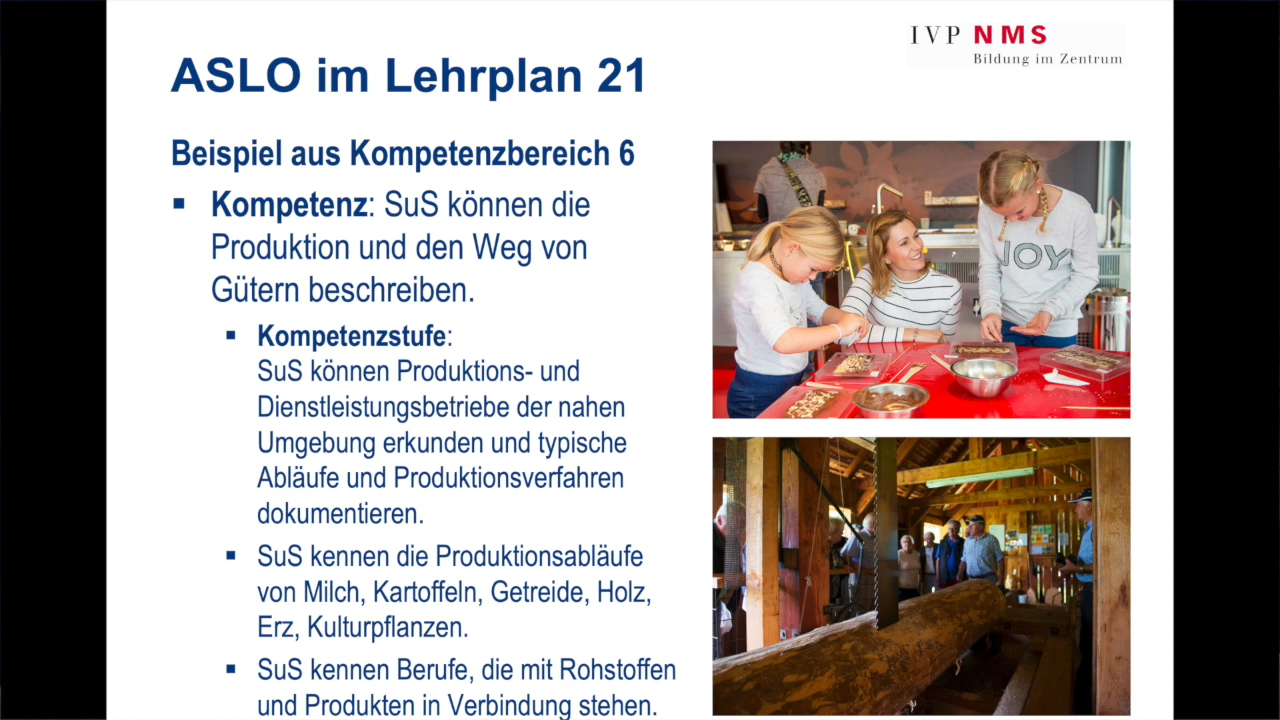 IVP NMS
Bildung im Zentrum
ASLO im Lehrplan 21
Beispiel aus Kompetenzbereich 6
▪ Kompetenz: SuS können die
Produktion und den Weg von
Gütern beschreiben.
▪ Kompetenzstufe:
SuS können Produktions- und
Dienstleistungsbetriebe der nahen
Umgebung erkunden und typische
Abläufe und Produktionsverfahren
dokumentieren.
▪ SuS kennen die Produktionsabläufe
von Milch, Kartoffeln, Getreide, Holz,
Erz, Kulturpflanzen.
▪ SuS kennen Berufe, die mit Rohstoffen
und Produkten in Verbindung stehen.
JOY